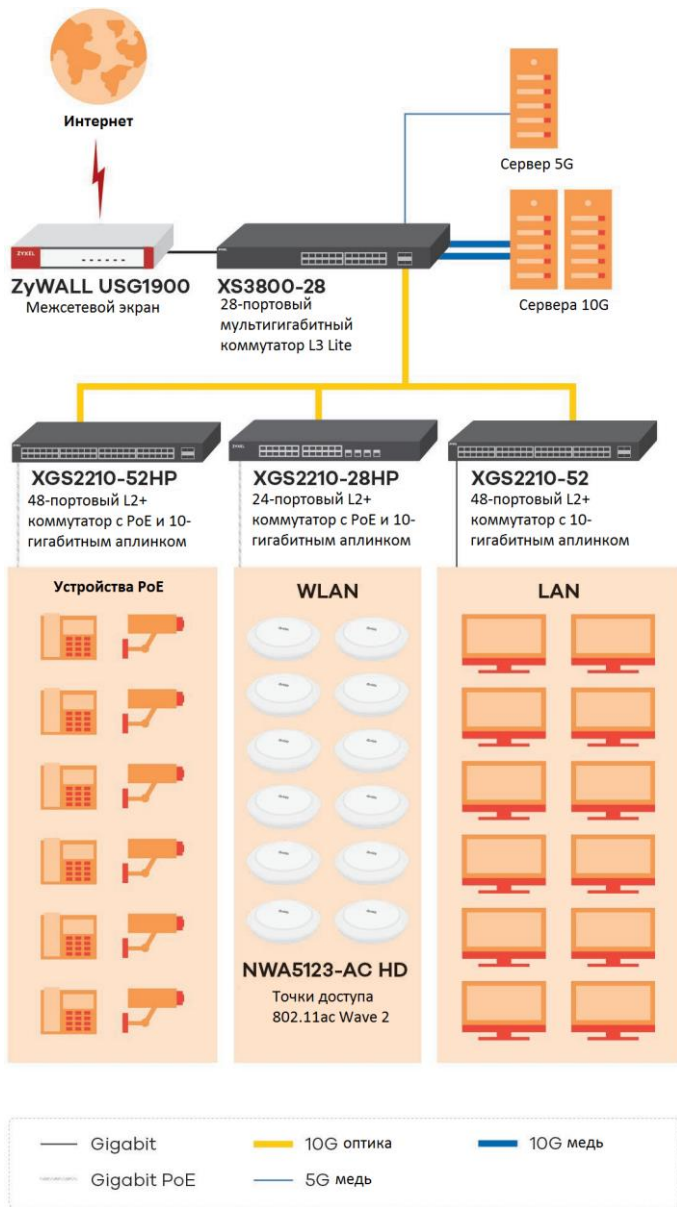 Интернет
Сервер 5G
ZYXEL
ZyWALL USG1900
Межсетевой экран
XS3800-28
28-портовый
мультигигабитный
коммутатор L3 Lite
Сервера 10G
XGS2210-52HP
48-портовый L2+
коммутатор с PoE и 10-
гигабитным аплинком
XGS2210-28HP
24-портовый L2+
коммутатор с PoE и 10-
гигабитным аплинком
XGS2210-52
48-портовый L2+
коммутатор с 10-
гигабитным аплинком
Устройства PoE
WLAN
LAN
NWA5123-AC HD
Точки доступа
802.11ac Wave 2
Gigabit
10G оптика
10G медь
Gigabit PoE
5G медь